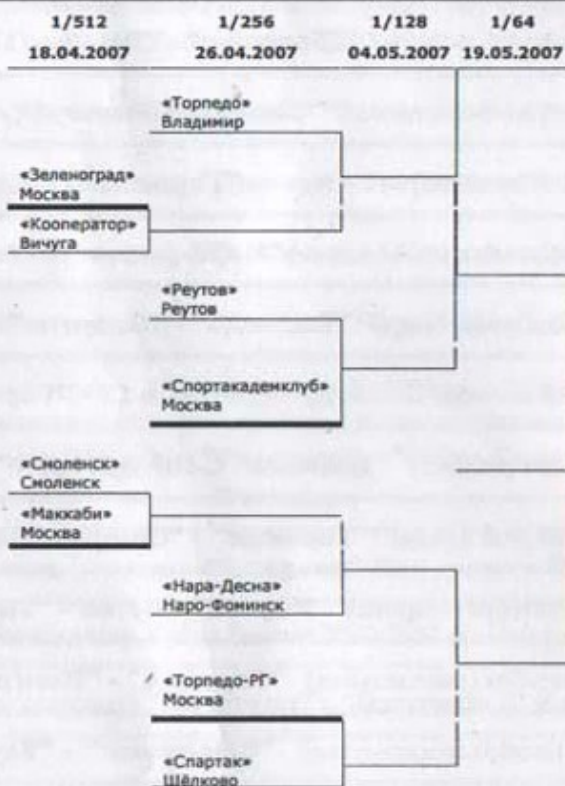 1/512 1/256 1/128 1/64
18.04.2007 26.04.2007 04.05.2007 19.05.2007
«Торпедо»
Владимир
«Зеленоград»
Москва
«Кооператор»
Вичуга
«Реутов»
Реутов
«Спортакадемклуб»
Москва
«Смоленск»
Смоленск
«Маккаби»
Москва
«Нара-Десна»
Наро-Фоминск
«Торпедо-РГ»
Москва
«Спартак»
Щёлково